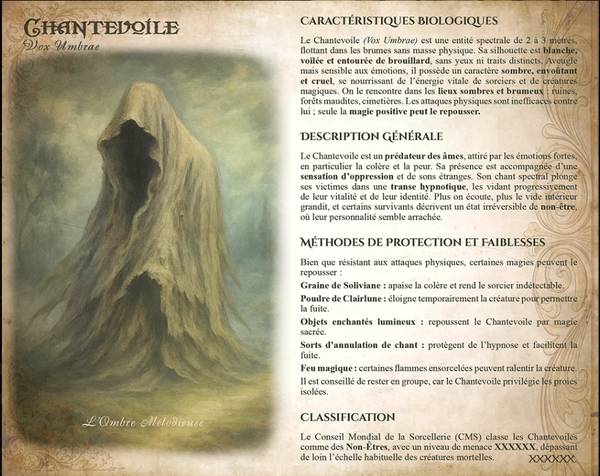 Chantevoile
Vox Umbrae
L'Ombre Mélodieuse
Caractéristiques Biologiques
Le Chantevoile (Vox Umbrae) est une entité spectrale de 2 à 3 mètres,
flottant dans les brumes sans masse physique. Sa silhouette est blanche,
voilée et entourée de brouillard, sans yeux ni traits distincts. Aveugle
mais sensible aux émotions, il possède un caractère sombre, envoûtant
et cruel, se nourrissant de l'énergie vitale de sorciers et de créatures
magiques. On le rencontre dans les lieux sombres et brumeux : ruines,
forêts maudites, cimetières. Les attaques physiques sont inefficaces contre
lui ; seule la magie positive peut le repousser.
Description Générale
Le Chantevoile est un prédateur des âmes, attiré par les émotions fortes,
en particulier la colère et la peur. Sa présence est accompagnée d'une
sensation d'oppression et de sons étranges. Son chant spectral plonge
ses victimes dans une transe hypnotique, les vidant progressivement
de leur vitalité et de leur identité. Plus on écoute, plus le vide intérieur
grandit, et certains survivants décrivent un état irréversible de non-être,
où leur personnalité semble arrachée.
Méthodes de Protection et Faiblesses
Bien que résistant aux attaques physiques, certaines magies peuvent le
repousser :
Graine de Soliviane : apaise la colère et rend le sorcier indétectable.
Poudre de Clairlune : éloigne temporairement la créature pour permettre
la fuite.
Objets enchantés lumineux : repoussent le Chantevoile par magie
sacrée.
Sorts d'annulation de chant : protègent de l'hypnose et facilitent la
fuite.
Feu magique : certaines flammes ensorcelées peuvent ralentir la créature.
Il est conseillé de rester en groupe, car le Chantevoile privilégie les proies
isolées.
Classification
Le Conseil Mondial de la Sorcellerie (CMS) classe les Chantevoiles
comme des Non-Êtres, avec un niveau de menace XXXXXX, dépassant
de loin l'échelle habituelle des créatures mortelles.
XXXXXX